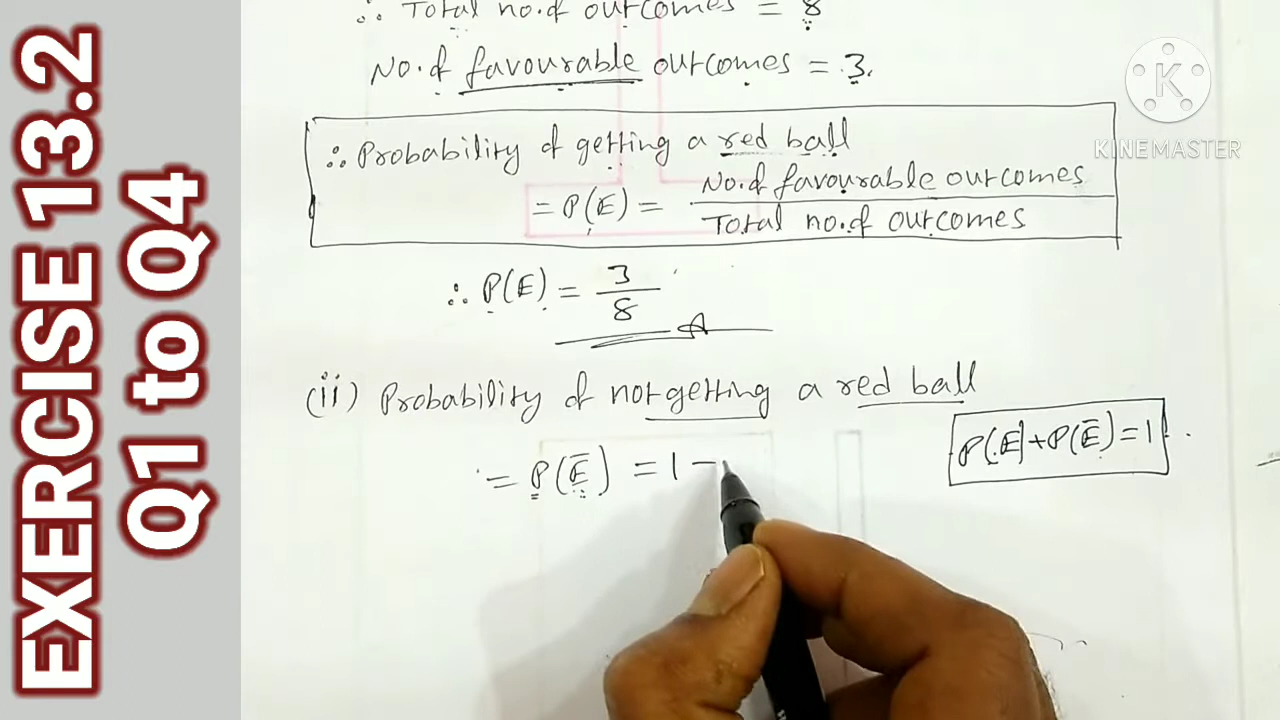 EXERCISE 13.2
Q1 to Q4
∴ Total no.of outcomes = 8
No.of favourable outcomes = 3.
∴ Probability of getting a red ball
= P(E) = No.of favourable outcomes
Total no.of outcomes
∴ P(E) = 3/8
(ii) Probability of not getting a red ball
P(E)+P(E̅)=1
= P(E̅) = 1 -
K
KINEMASTER